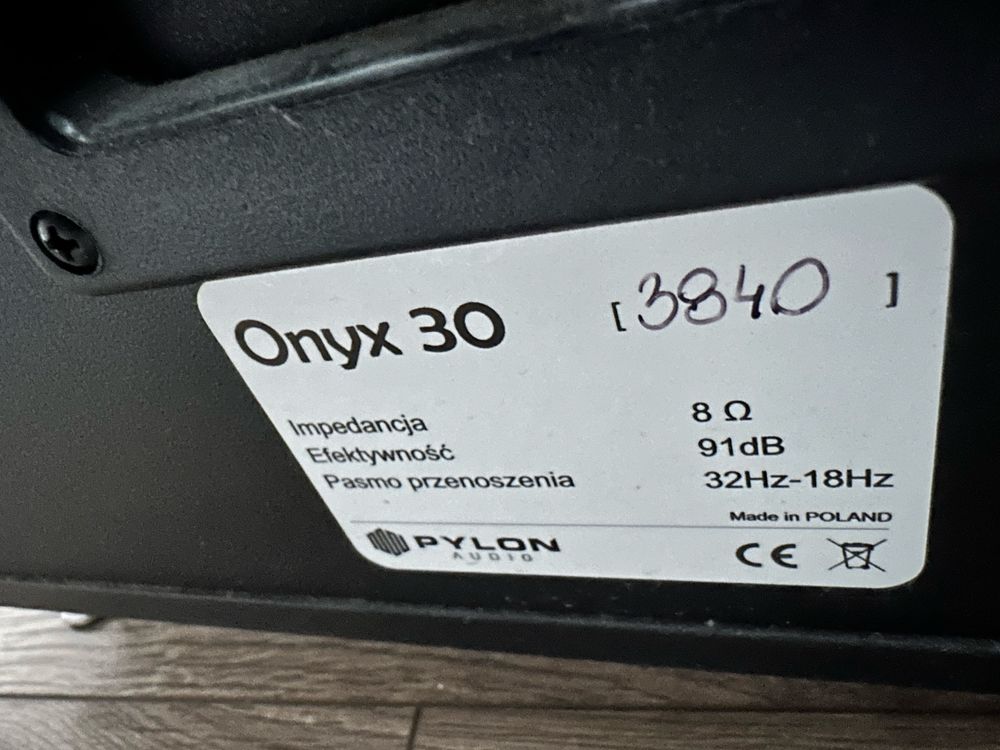 Onyx 30 [3840]
Impedancja 8 Ω
Efektywność 91dB
Pasmo przenoszenia 32Hz-18Hz
Made in POLAND
PYLON
AUDIO
CE